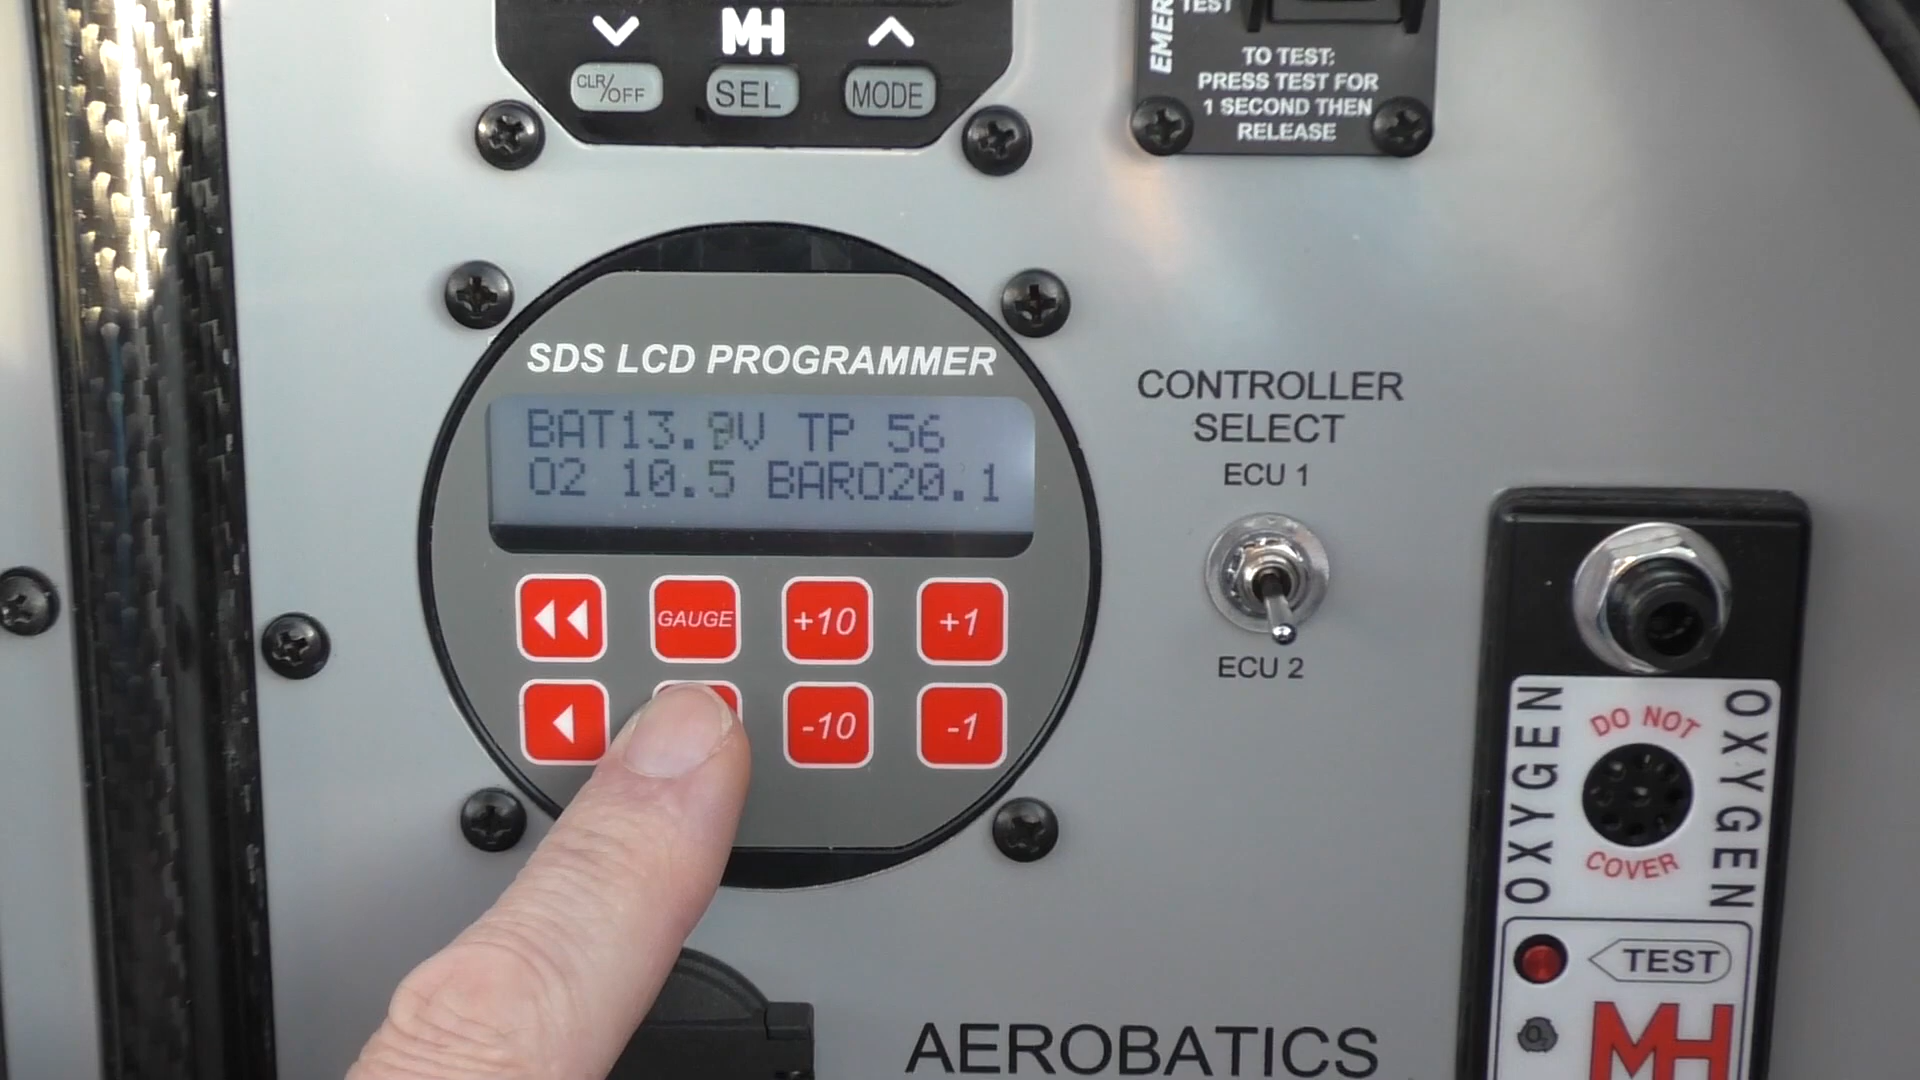 MH
CLR/OFF SEL MODE
EMER
TEST
TO TEST:
PRESS TEST FOR
1 SECOND THEN
RELEASE
SDS LCD PROGRAMMER
BAT13.9V TP 56
O2 10.5 BARO20.1
GAUGE +10 +1
-10 -1
CONTROLLER
SELECT
ECU 1
ECU 2
OXYGEN
DO NOT
COVER
OXYGEN
TEST
MH
AEROBATICS